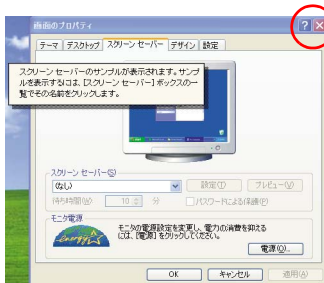 画面のプロパティ
テーマ デスクトップ スクリーン セーバー デザイン 設定
スクリーン セーバーのサンプルが表示されます。サンプ
ルを表示するには、[スクリーン セーバー] ボックスの一
覧でその名前をクリックします。
スクリーン セーバー(S)
(なし)
設定(T) プレビュー(V)
待ち時間(W) 10 分 パスワードによる保護(P)
モニタ電源
モニタの電源設定を変更し、電力の消費を抑える
には、[電源] をクリックしてください。
電源(O)...
OK キャンセル 適用(A)